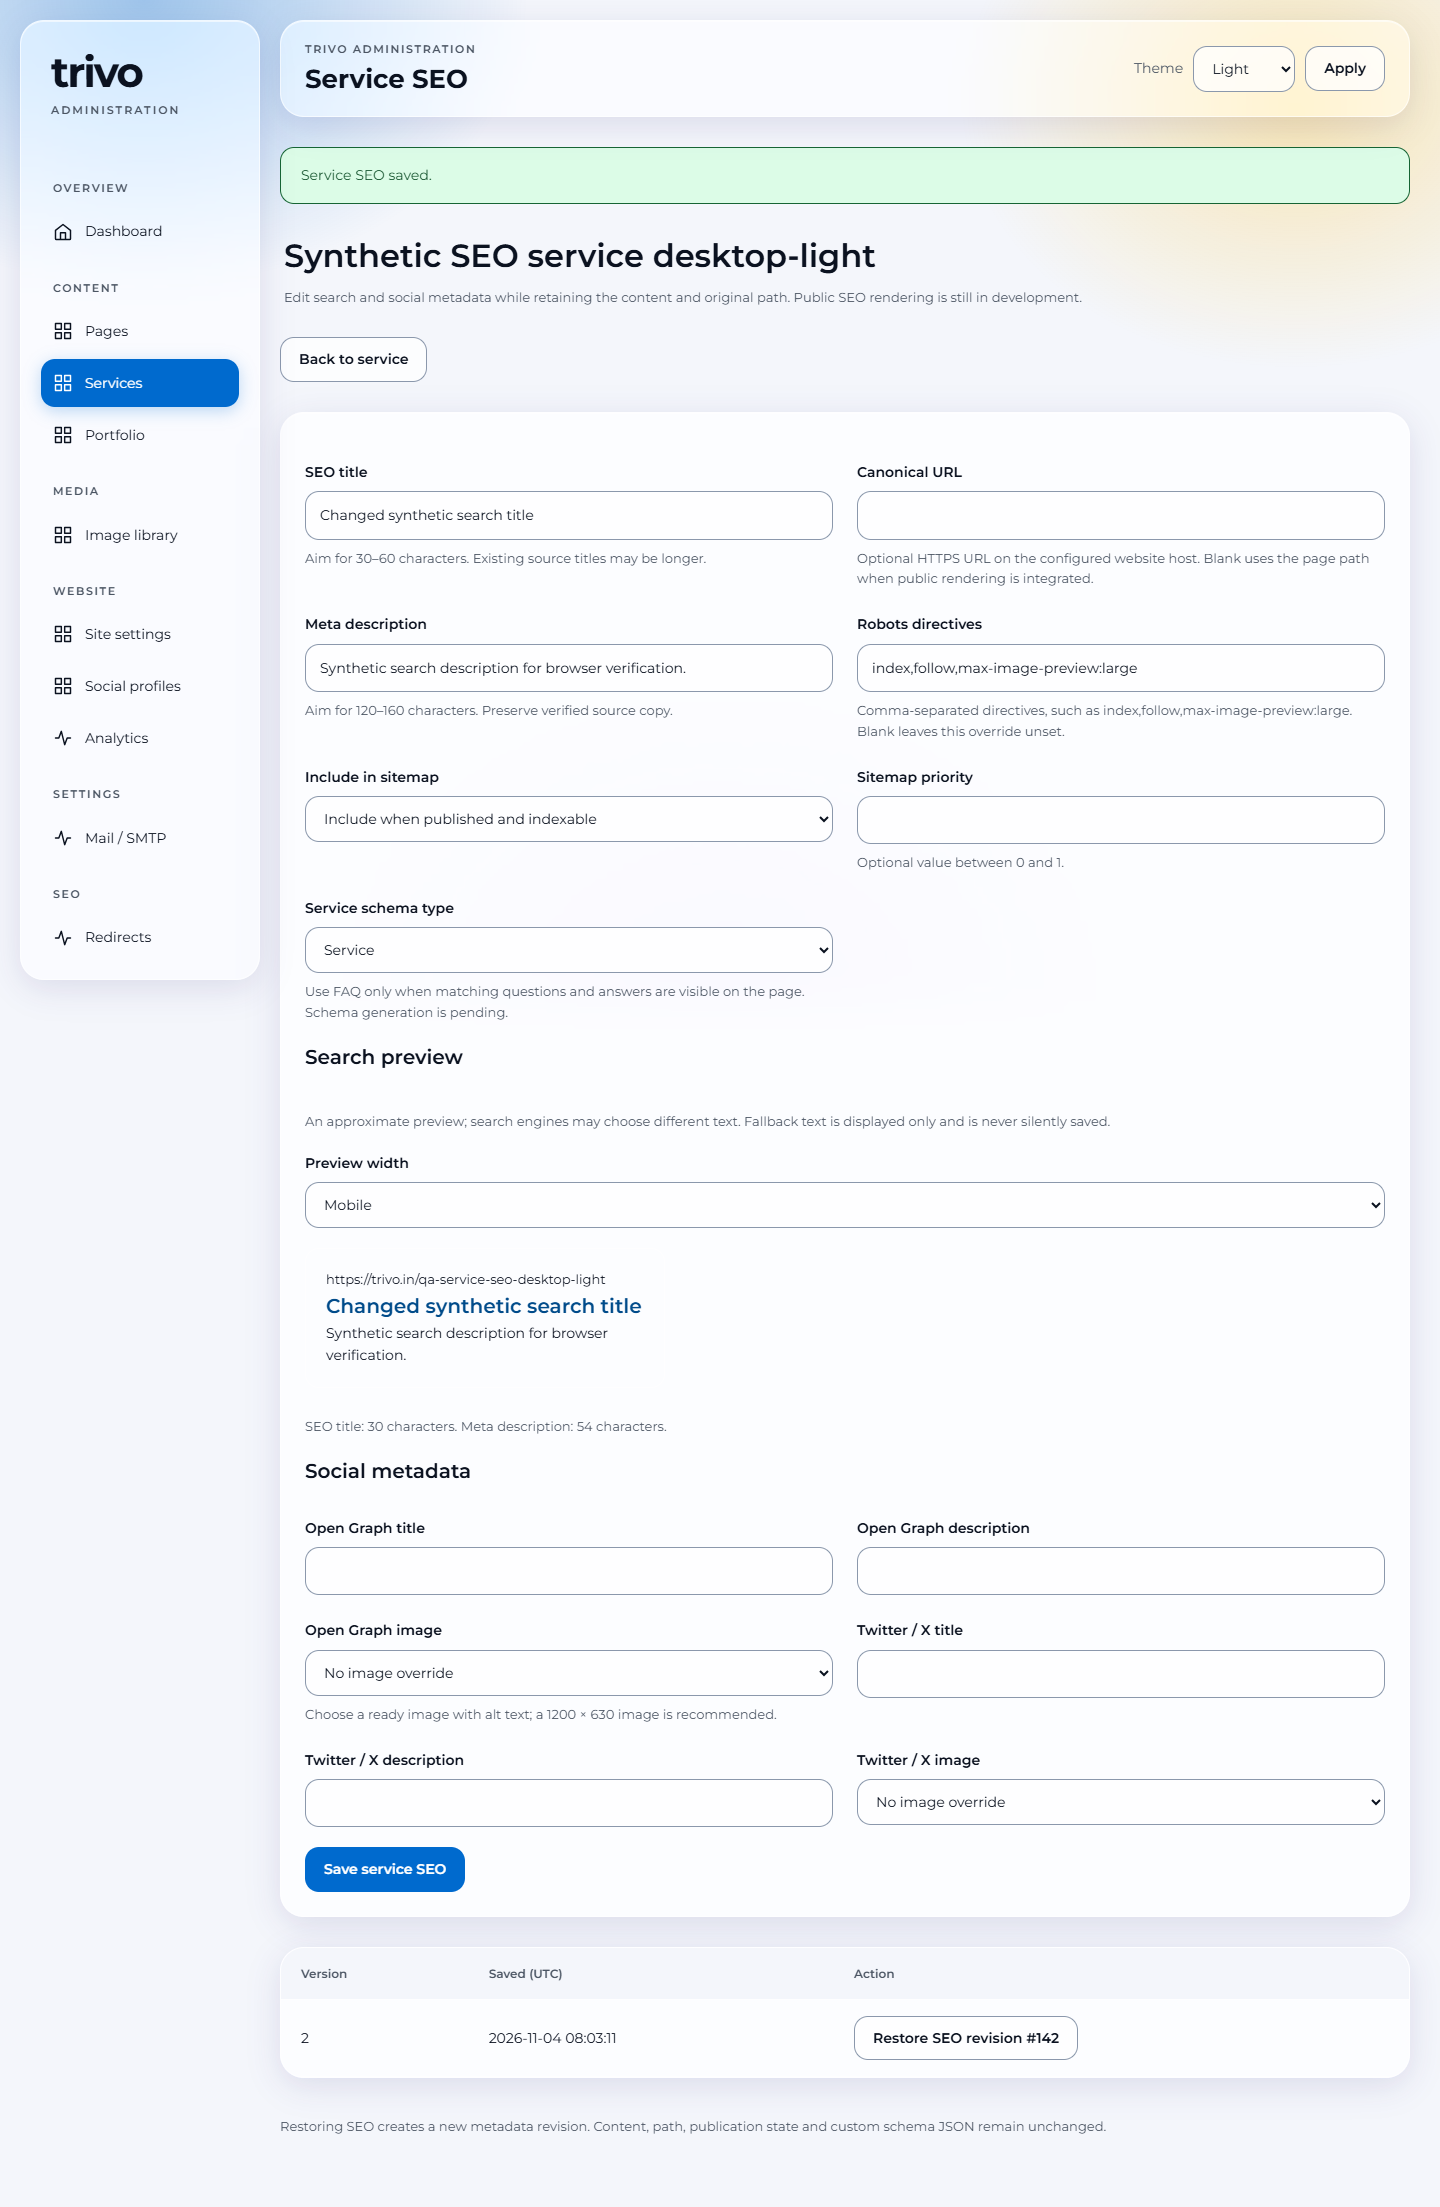 trivo
ADMINISTRATION
OVERVIEW
Dashboard
CONTENT
Pages
Services
Portfolio
MEDIA
Image library
WEBSITE
Site settings
Social profiles
Analytics
SETTINGS
Mail / SMTP
SEO
Redirects
TRIVO ADMINISTRATION
Service SEO
Theme
Light
Apply
Service SEO saved.
Synthetic SEO service desktop-light
Edit search and social metadata while retaining the content and original path. Public SEO rendering is still in development.
Back to service
SEO title
Changed synthetic search title
Aim for 30–60 characters. Existing source titles may be longer.
Canonical URL
Optional HTTPS URL on the configured website host. Blank uses the page path
when public rendering is integrated.
Meta description
Synthetic search description for browser verification.
Aim for 120–160 characters. Preserve verified source copy.
Robots directives
index,follow,max-image-preview:large
Comma-separated directives, such as index,follow,max-image-preview:large.
Blank leaves this override unset.
Include in sitemap
Include when published and indexable
Sitemap priority
Optional value between 0 and 1.
Service schema type
Service
Use FAQ only when matching questions and answers are visible on the page.
Schema generation is pending.
Search preview
An approximate preview; search engines may choose different text. Fallback text is displayed only and is never silently saved.
Preview width
Mobile
https://trivo.in/qa-service-seo-desktop-light
Changed synthetic search title
Synthetic search description for browser
verification.
SEO title: 30 characters. Meta description: 54 characters.
Social metadata
Open Graph title
Open Graph description
Open Graph image
No image override
Choose a ready image with alt text; a 1200 × 630 image is recommended.
Twitter / X title
Twitter / X description
Twitter / X image
No image override
Save service SEO
Version
Saved (UTC)
Action
2
2026-11-04 08:03:11
Restore SEO revision #142
Restoring SEO creates a new metadata revision. Content, path, publication state and custom schema JSON remain unchanged.